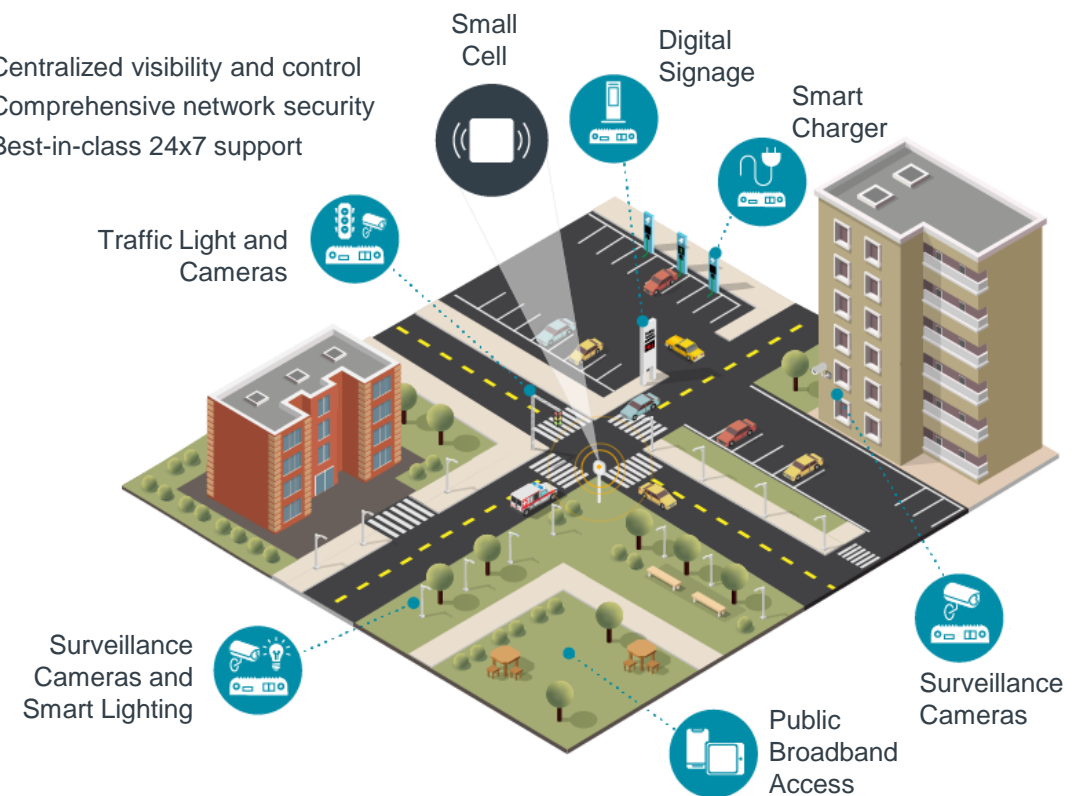 Small
Cell
Digital
Signage
Centralized visibility and control
Comprehensive network security
Best-in-class 24x7 support
Smart
Charger
Traffic Light and
Cameras
Surveillance
Cameras and
Smart Lighting
Surveillance
Cameras
Public
Broadband
Access